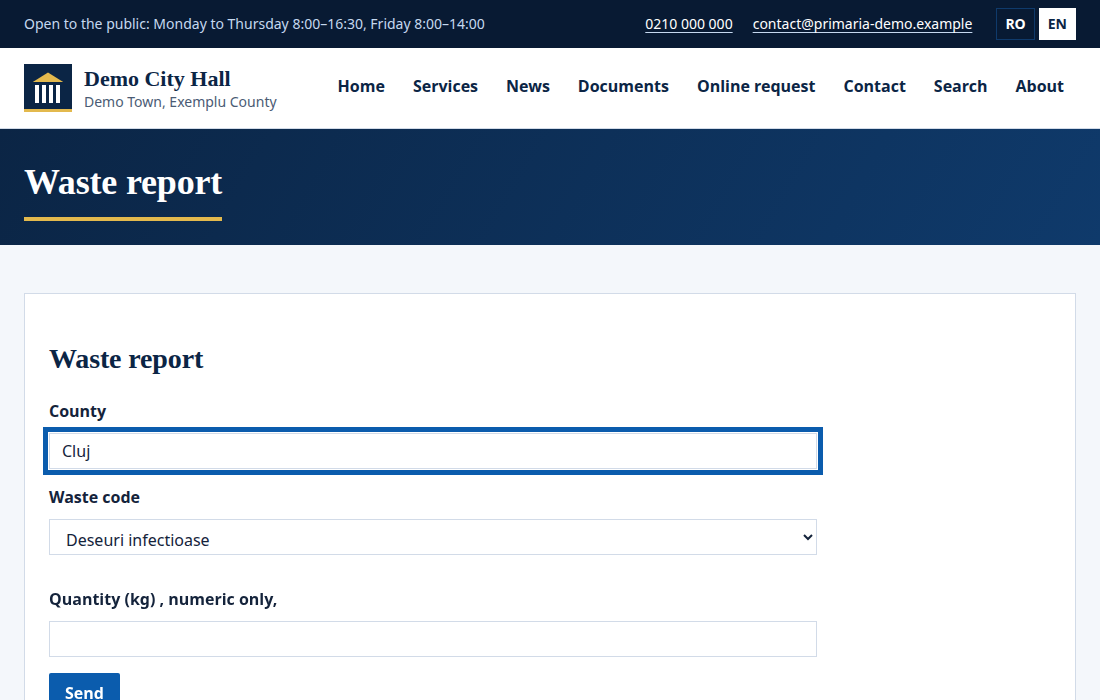 Open to the public: Monday to Thursday 8:00–16:30, Friday 8:00–14:00
0210 000 000
contact@primaria-demo.example
RO
EN
Demo City Hall
Demo Town, Exemplu County
Home
Services
News
Documents
Online request
Contact
Search
About
Waste report
Waste report
County
Cluj
Waste code
Deseuri infectioase
Quantity (kg) , numeric only,
Send